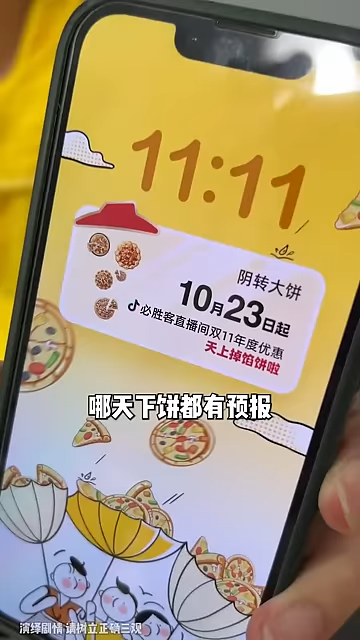 11:11
阴转大饼
10月23日起
必胜客直播间双11年度优惠
天上掉馅饼啦
哪天下饼都有预报
演绎剧情 请树立正确三观